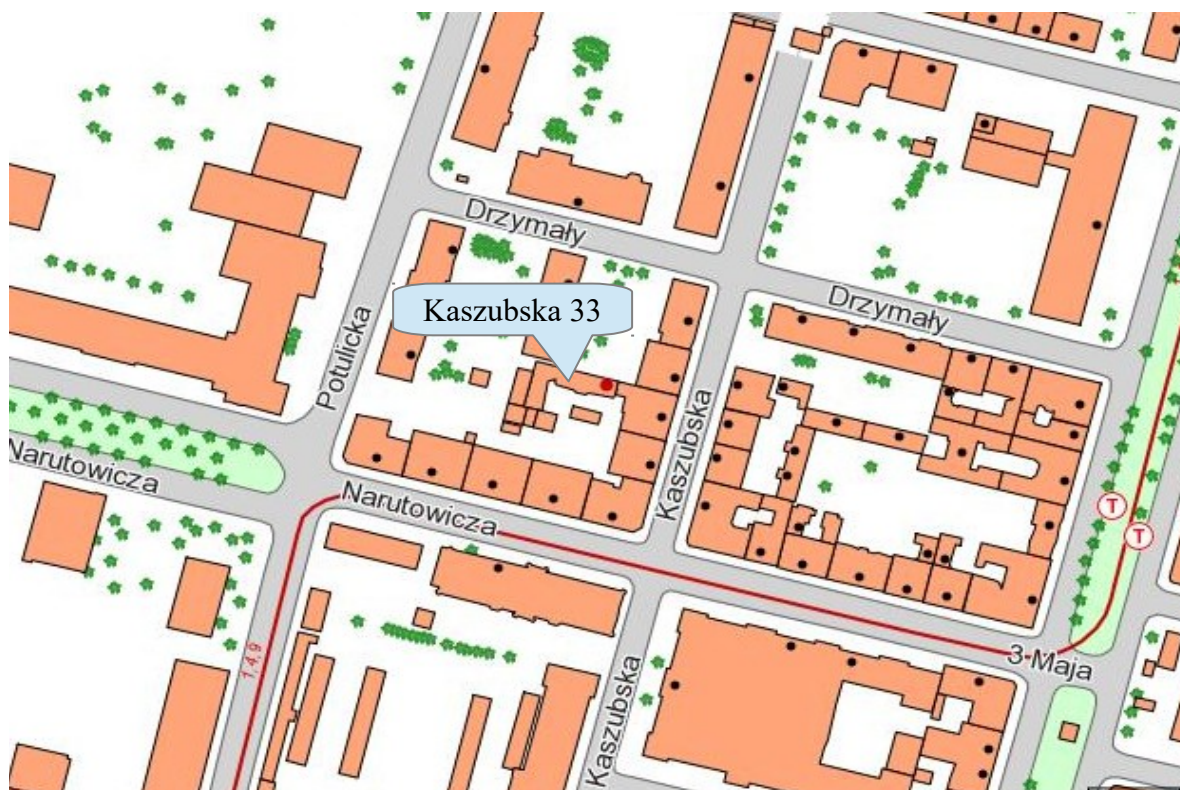 Drzymały
Kaszubska 33
Drzymały
Potulicka
Kaszubska
Narutowicza
Narutowicza
T
T
3 Maja
1,4,9
Kaszubska